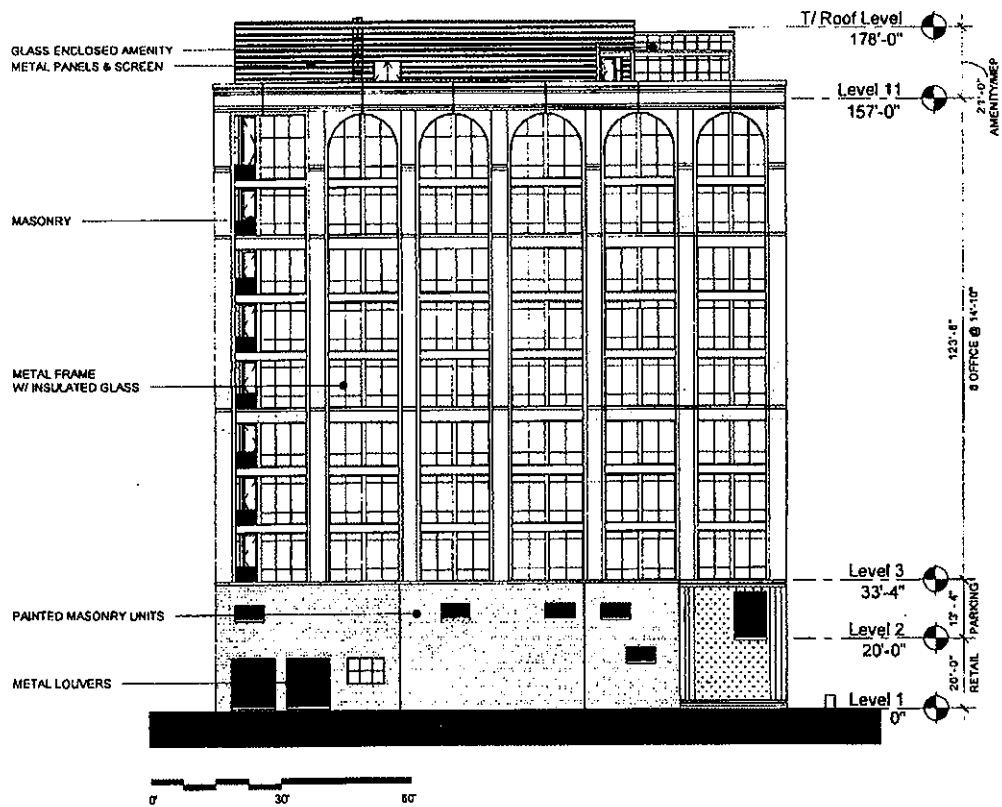 T/ Roof Level
178'-0"
GLASS ENCLOSED AMENITY
METAL PANELS & SCREEN
Level 11
157'-0"
21'-0"
AMENITY/MEP
MASONRY
METAL FRAME
W/ INSULATED GLASS
123'-8"
8 OFFICE @ 14'-10"
Level 3
33'-4"
PAINTED MASONRY UNITS
13' - 4"
PARKING
Level 2
20'-0"
METAL LOUVERS
20'-0"
RETAIL
Level 1
0"
0' 30' 60'